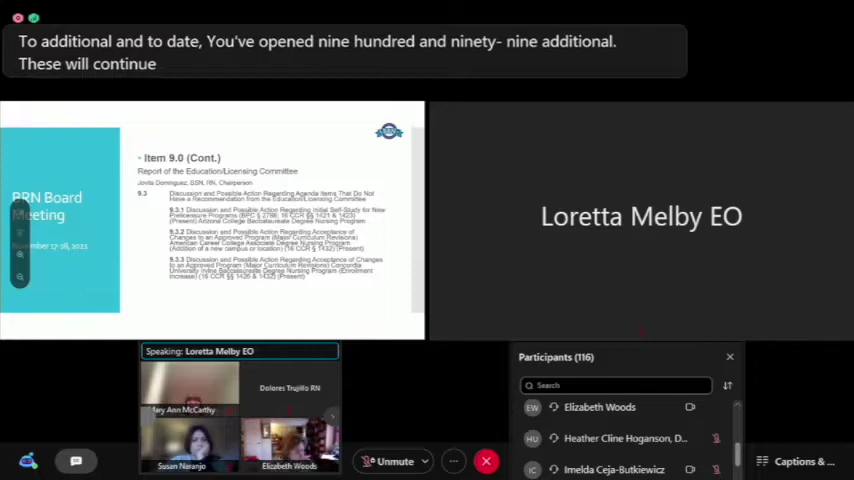 To additional and to date, You've opened nine hundred and ninety- nine additional.
These will continue
BRN Board
Meeting
November 17-18, 2021
• Item 9.0 (Cont.)
Report of the Education/Licensing Committee
Jovita Dominguez, BSN, RN, Chairperson
9.3 Discussion and Possible Action Regarding Agenda Items That Do Not
Have a Recommendation from the Education/Licensing Committee
9.3.1 Discussion and Possible Action Regarding Initial Self-Study for New
Prelicensure Programs (BPC § 2786; 16 CCR §§ 1421 & 1423)
(Present) Arizona College Baccalaureate Degree Nursing Program
9.3.2 Discussion and Possible Action Regarding Acceptance of
Changes to an Approved Program (Major Curriculum Revisions)
American Career College Associate Degree Nursing Program
(Addition of a new campus or location) (16 CCR § 1432) (Present)
9.3.3 Discussion and Possible Action Regarding Acceptance of Changes
to an Approved Program (Major Curriculum Revisions) Concordia
University Irvine Baccalaureate Degree Nursing Program (Enrollment
Increase) (16 CCR §§ 1426 & 1432) (Present)
Loretta Melby EO
Speaking: Loretta Melby EO
Mary Ann McCarthy
Dolores Trujillo RN
Susan Naranjo
Elizabeth Woods
Participants (116)
Search
EW Elizabeth Woods
HU Heather Cline Hoganson, D...
IC Imelda Ceja-Butkiewicz
Unmute
Captions & ...